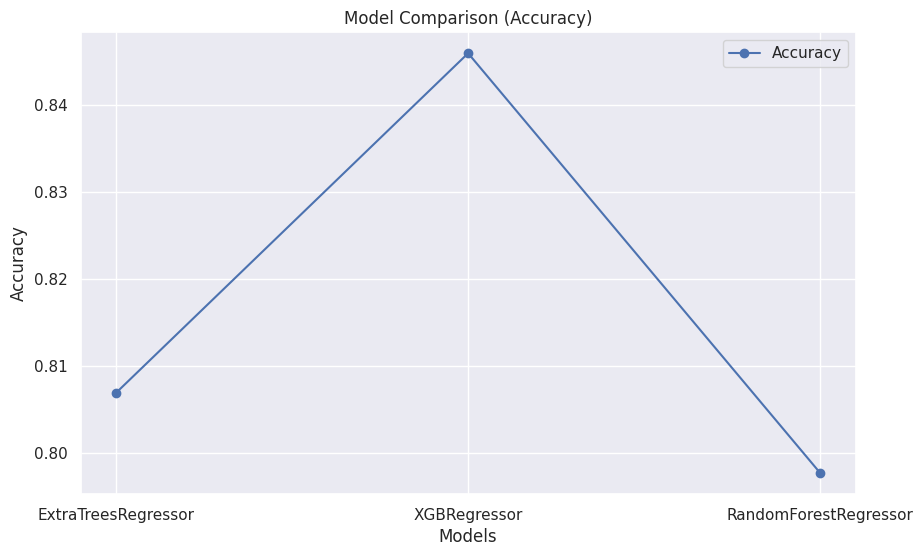 Model Comparison (Accuracy)
Accuracy
0.84
0.83
0.82
0.81
0.80
Accuracy
ExtraTreesRegressor
XGBRegressor
RandomForestRegressor
Models